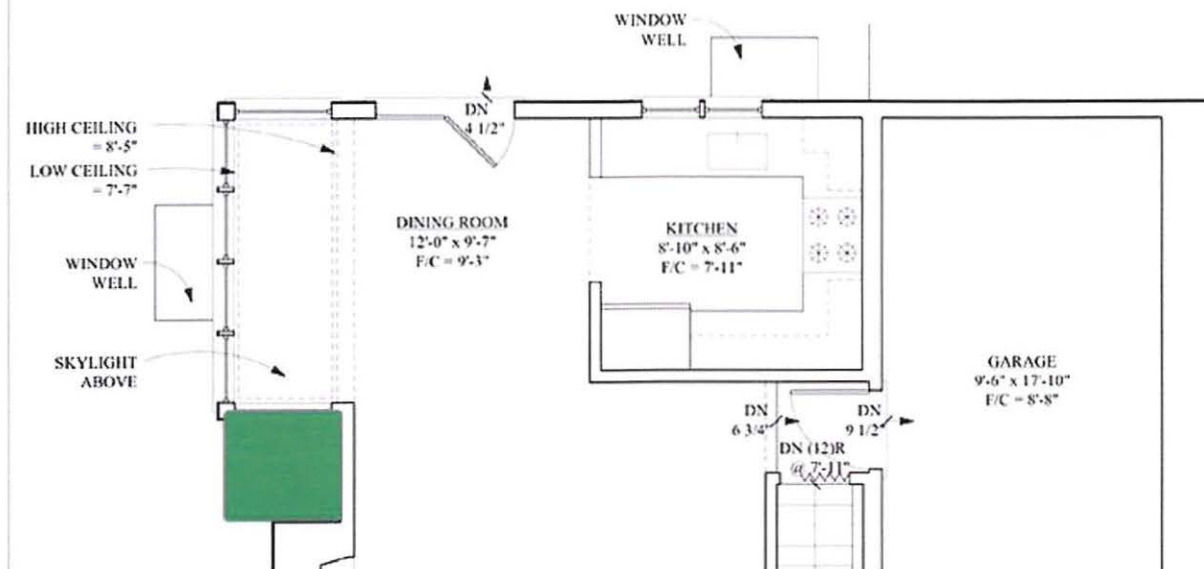 WINDOW
WELL
HIGH CEILING
= 8'-5"
LOW CEILING
= 7'-7"
DN
4 1/2"
DINING ROOM
12'-0" x 9'-7"
F/C = 9'-3"
KITCHEN
8'-10" x 8'-6"
F/C = 7'-11"
WINDOW
WELL
SKYLIGHT
ABOVE
GARAGE
9'-6" x 17'-10"
F/C = 8'-8"
DN
6 3/4"
DN
9 1/2"
DN (12)R
@ 7'-11"